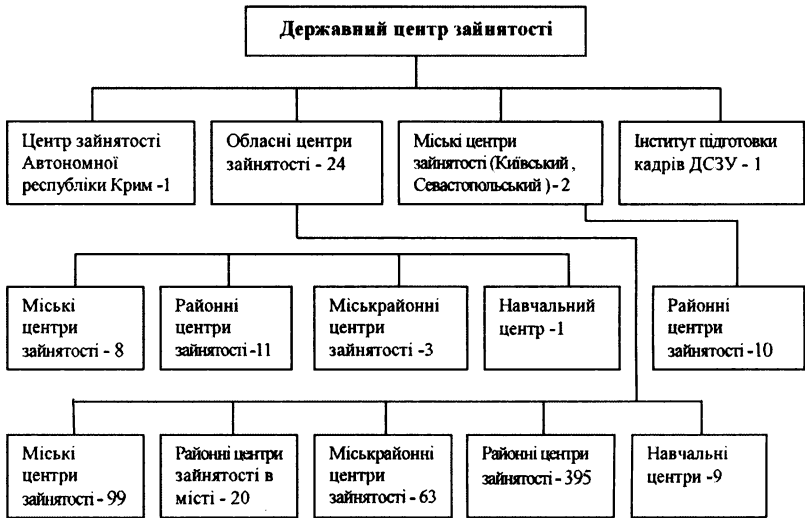 Державний центр зайнятості
Центр зайнятості
Автономної
республіки Крим -1
Обласні центри
зайнятості - 24
Міські центри
зайнятості (Київський ,
Севастопольський ) - 2
Інститут підготовки
кадрів ДСЗУ - 1
Міські
центри
зайнятості - 8
Районні
центри
зайнятості -11
Міськрайонні
центри
зайнятості -3
Навчальний
центр -1
Районні
центри
зайнятості -10
Міські
центри
зайнятості - 99
Районні центри
зайнятості в
місті - 20
Міськрайонні
центри
зайнятості - 63
Районні центри
зайнятості - 395
Навчальні
центри -9